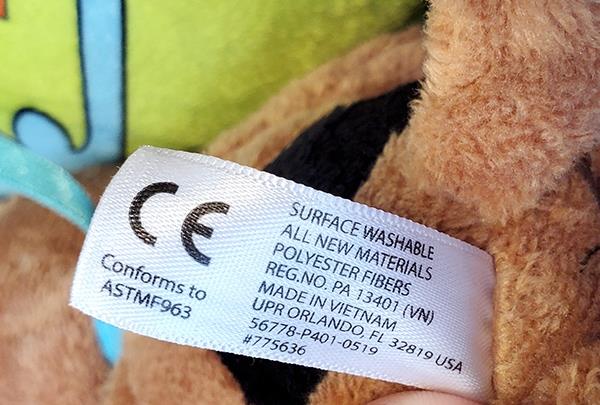 CE
Conforms to
ASTMF963
SURFACE WASHABLE
ALL NEW MATERIALS
POLYESTER FIBERS
REG.NO. PA 13401 (VN)
MADE IN VIETNAM
UPR ORLANDO, FL 32819 USA
56778-P401-0519
#775636